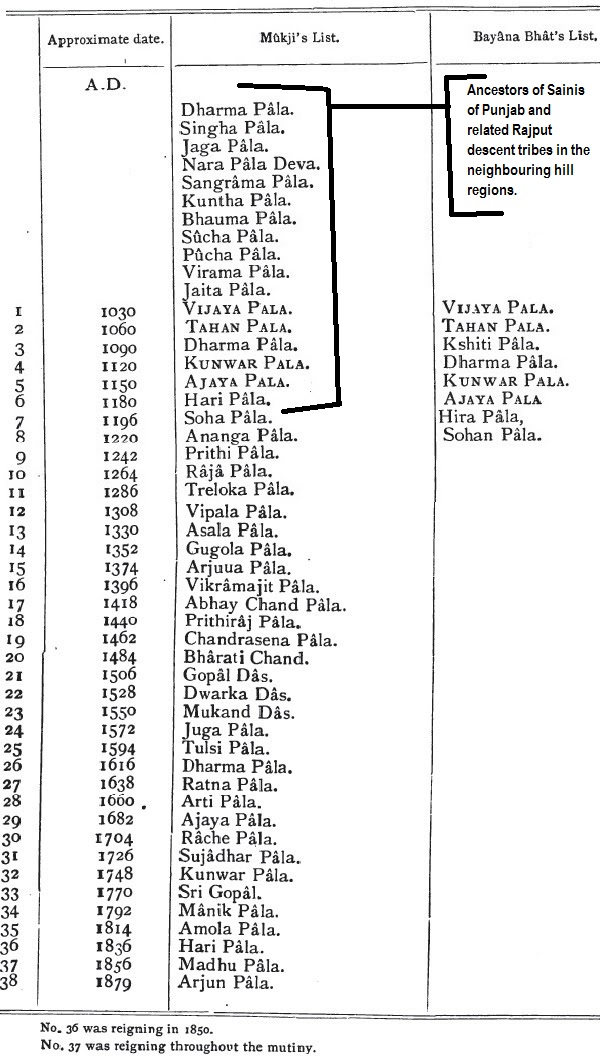 Approximate date. Mûkji's List. Bayâna Bhât's List.
A.D.
Ancestors of Sainis
of Punjab and
related Rajput
descent tribes in the
neighbouring hill
regions.
Dharma Pâla.
Singha Pâla.
Jaga Pâla.
Nara Pâla Deva.
Sangrâma Pâla.
Kuntha Pâla.
Bhauma Pâla.
Sûcha Pâla.
Pûcha Pâla.
Virama Pâla.
Jaita Pâla.
1 1030 VIJAYA PALA. VIJAYA PALA.
2 1060 TAHAN PALA. TAHAN PALA.
3 1090 Dharma Pâla. Kshiti Pâla.
4 1120 KUNWAR PALA. Dharma Pâla.
5 1150 AJAYA PALA. KUNWAR PALA.
6 1180 Hari Pâla. AJAYA PALA
7 1196 Soha Pâla. Hira Pâla,
8 1220 Ananga Pâla. Sohan Pâla.
9 1242 Prithi Pâla.
10 1264 Râjâ Pâla.
11 1286 Treloka Pâla.
12 1308 Vipala Pâla.
13 1330 Asala Pâla.
14 1352 Gugola Pâla.
15 1374 Arjuua Pâla.
16 1396 Vikrâmajit Pâla.
17 1418 Abhay Chand Pâla.
18 1440 Prithirâj Pâla.
19 1462 Chandrasena Pâla.
20 1484 Bhârati Chand.
21 1506 Gopâl Dâs.
22 1528 Dwarka Dâs.
23 1550 Mukand Dâs.
24 1572 Juga Pâla.
25 1594 Tulsi Pâla.
26 1616 Dharma Pâla.
27 1638 Ratna Pâla.
28 1660 Arti Pâla.
29 1682 Ajaya Pâla.
30 1704 Râche Pâla.
31 1726 Sujâdhar Pâla.
32 1748 Kunwar Pâla.
33 1770 Sri Gopâl.
34 1792 Mânik Pâla.
35 1814 Amola Pâla.
36 1836 Hari Pâla.
37 1856 Madhu Pâla.
38 1879 Arjun Pâla.
No. 36 was reigning in 1850.
No. 37 was reigning throughout the mutiny.